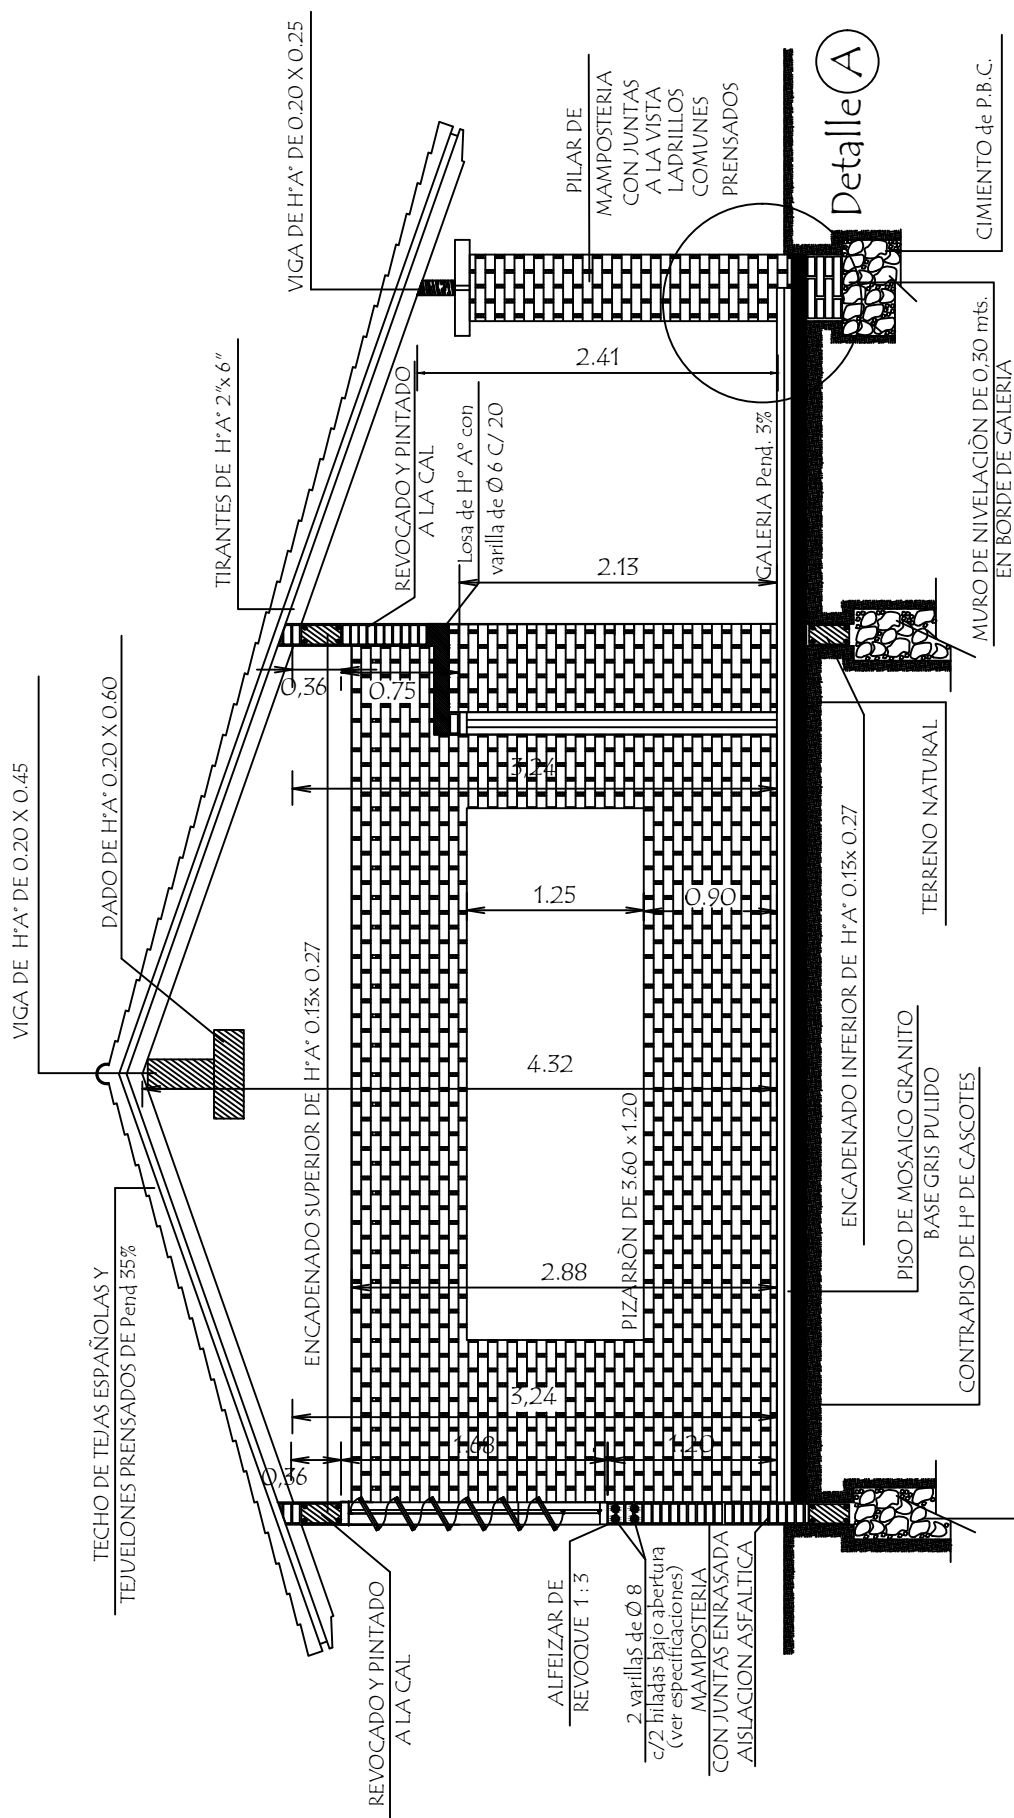 VIGA DE H°A° DE 0.20 X 0.45
DADO DE H°A° 0.20 X 0.60
TIRANTES DE H°A° 2"x 6"
VIGA DE H°A° DE 0.20 X 0.25
TECHO DE TEJAS ESPAÑOLAS Y
TEJUELONES PRENSADOS DE Pend 35%
REVOCADO Y PINTADO
A LA CAL
ENCADENADO SUPERIOR DE H°A° 0.13x 0.27
0,36
0.75
REVOCADO Y PINTADO
A LA CAL
Losa de H° A° con
varilla de Ø 6 C/ 20
PILAR DE
MAMPOSTERIA
CON JUNTAS
A LA VISTA
LADRILLOS
COMUNES
PRENSADOS
0,36
1.68
1.20
3,24
2.88
4.32
1.25
0.90
3,24
2.13
2.41
PIZARRÒN DE 3.60 x 1.20
GALERIA Pend. 3%
Detalle A
ALFEIZAR DE
REVOQUE 1 : 3
2 varillas de Ø 8
c/2 hiladas bajo abertura
(ver especificaciones)
MAMPOSTERIA
CON JUNTAS ENRASADA
AISLACION ASFALTICA
ENCADENADO INFERIOR DE H°A° 0.13x 0.27
PISO DE MOSAICO GRANITO
BASE GRIS PULIDO
CONTRAPISO DE H° DE CASCOTES
TERRENO NATURAL
MURO DE NIVELACIÒN DE 0,30 mts.
EN BORDE DE GALERIA
CIMIENTO de P.B.C.